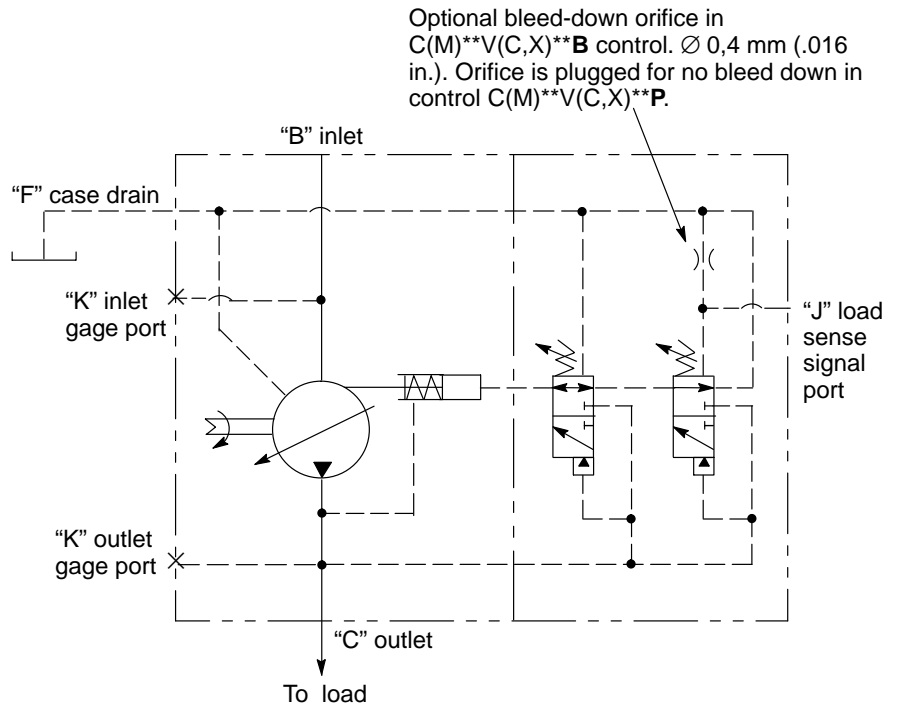 Optional bleed-down orifice in
C(M)**V(C,X)**B control. ∅ 0,4 mm (.016
in.). Orifice is plugged for no bleed down in
control C(M)**V(C,X)**P.
“B” inlet
“F” case drain
“K” inlet
gage port
“J” load
sense
signal
port
“K” outlet
gage port
“C” outlet
To load